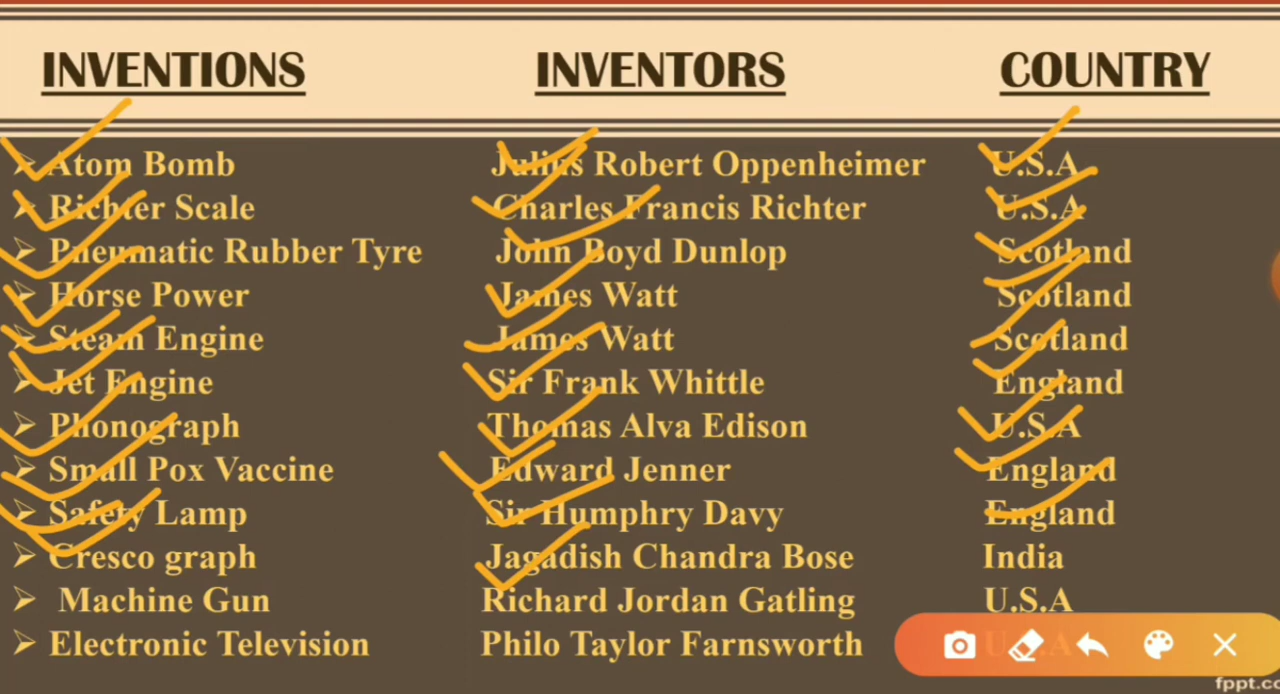 INVENTIONS INVENTORS COUNTRY
➢ Atom Bomb Julius Robert Oppenheimer U.S.A
➢ Richter Scale Charles Francis Richter U.S.A
➢ Pneumatic Rubber Tyre John Boyd Dunlop Scotland
➢ Horse Power James Watt Scotland
➢ Steam Engine James Watt Scotland
➢ Jet Engine Sir Frank Whittle England
➢ Phonograph Thomas Alva Edison U.S.A
➢ Small Pox Vaccine Edward Jenner England
➢ Safety Lamp Sir Humphry Davy England
➢ Cresco graph Jagadish Chandra Bose India
➢ Machine Gun Richard Jordan Gatling U.S.A
➢ Electronic Television Philo Taylor Farnsworth U.S.A
fppt.co